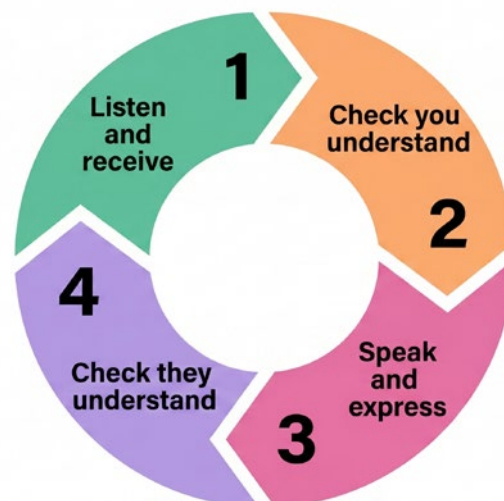 1
Listen
and
receive
Check you
understand
2
Speak
and
express
3
4
Check they
understand